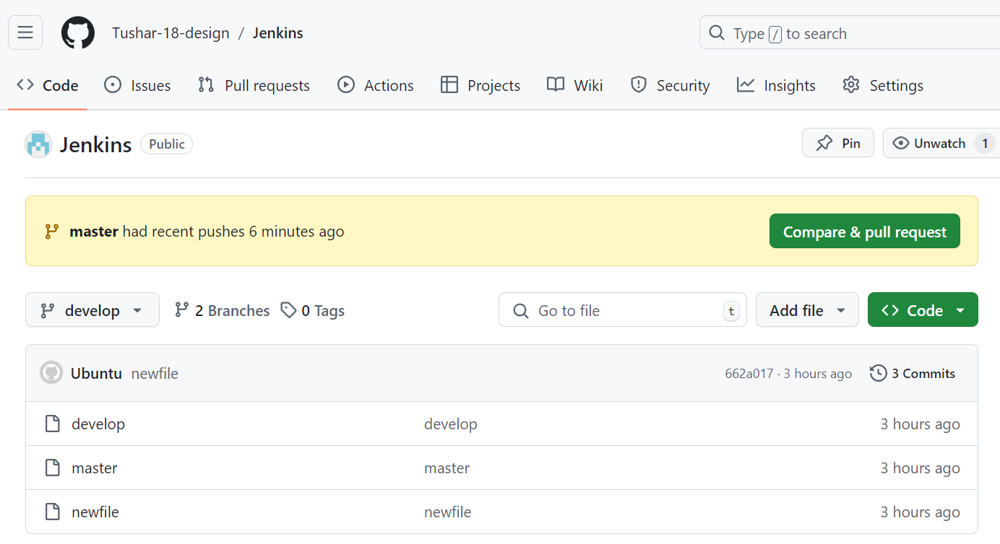 Tushar-18-design / Jenkins Type / to search
Code Issues Pull requests Actions Projects Wiki Security Insights Settings
Jenkins Public Pin Unwatch 1
master had recent pushes 6 minutes ago Compare & pull request
develop 2 Branches 0 Tags Go to file t Add file Code
Ubuntu newfile 662a017 · 3 hours ago 3 Commits
develop develop 3 hours ago
master master 3 hours ago
newfile newfile 3 hours ago